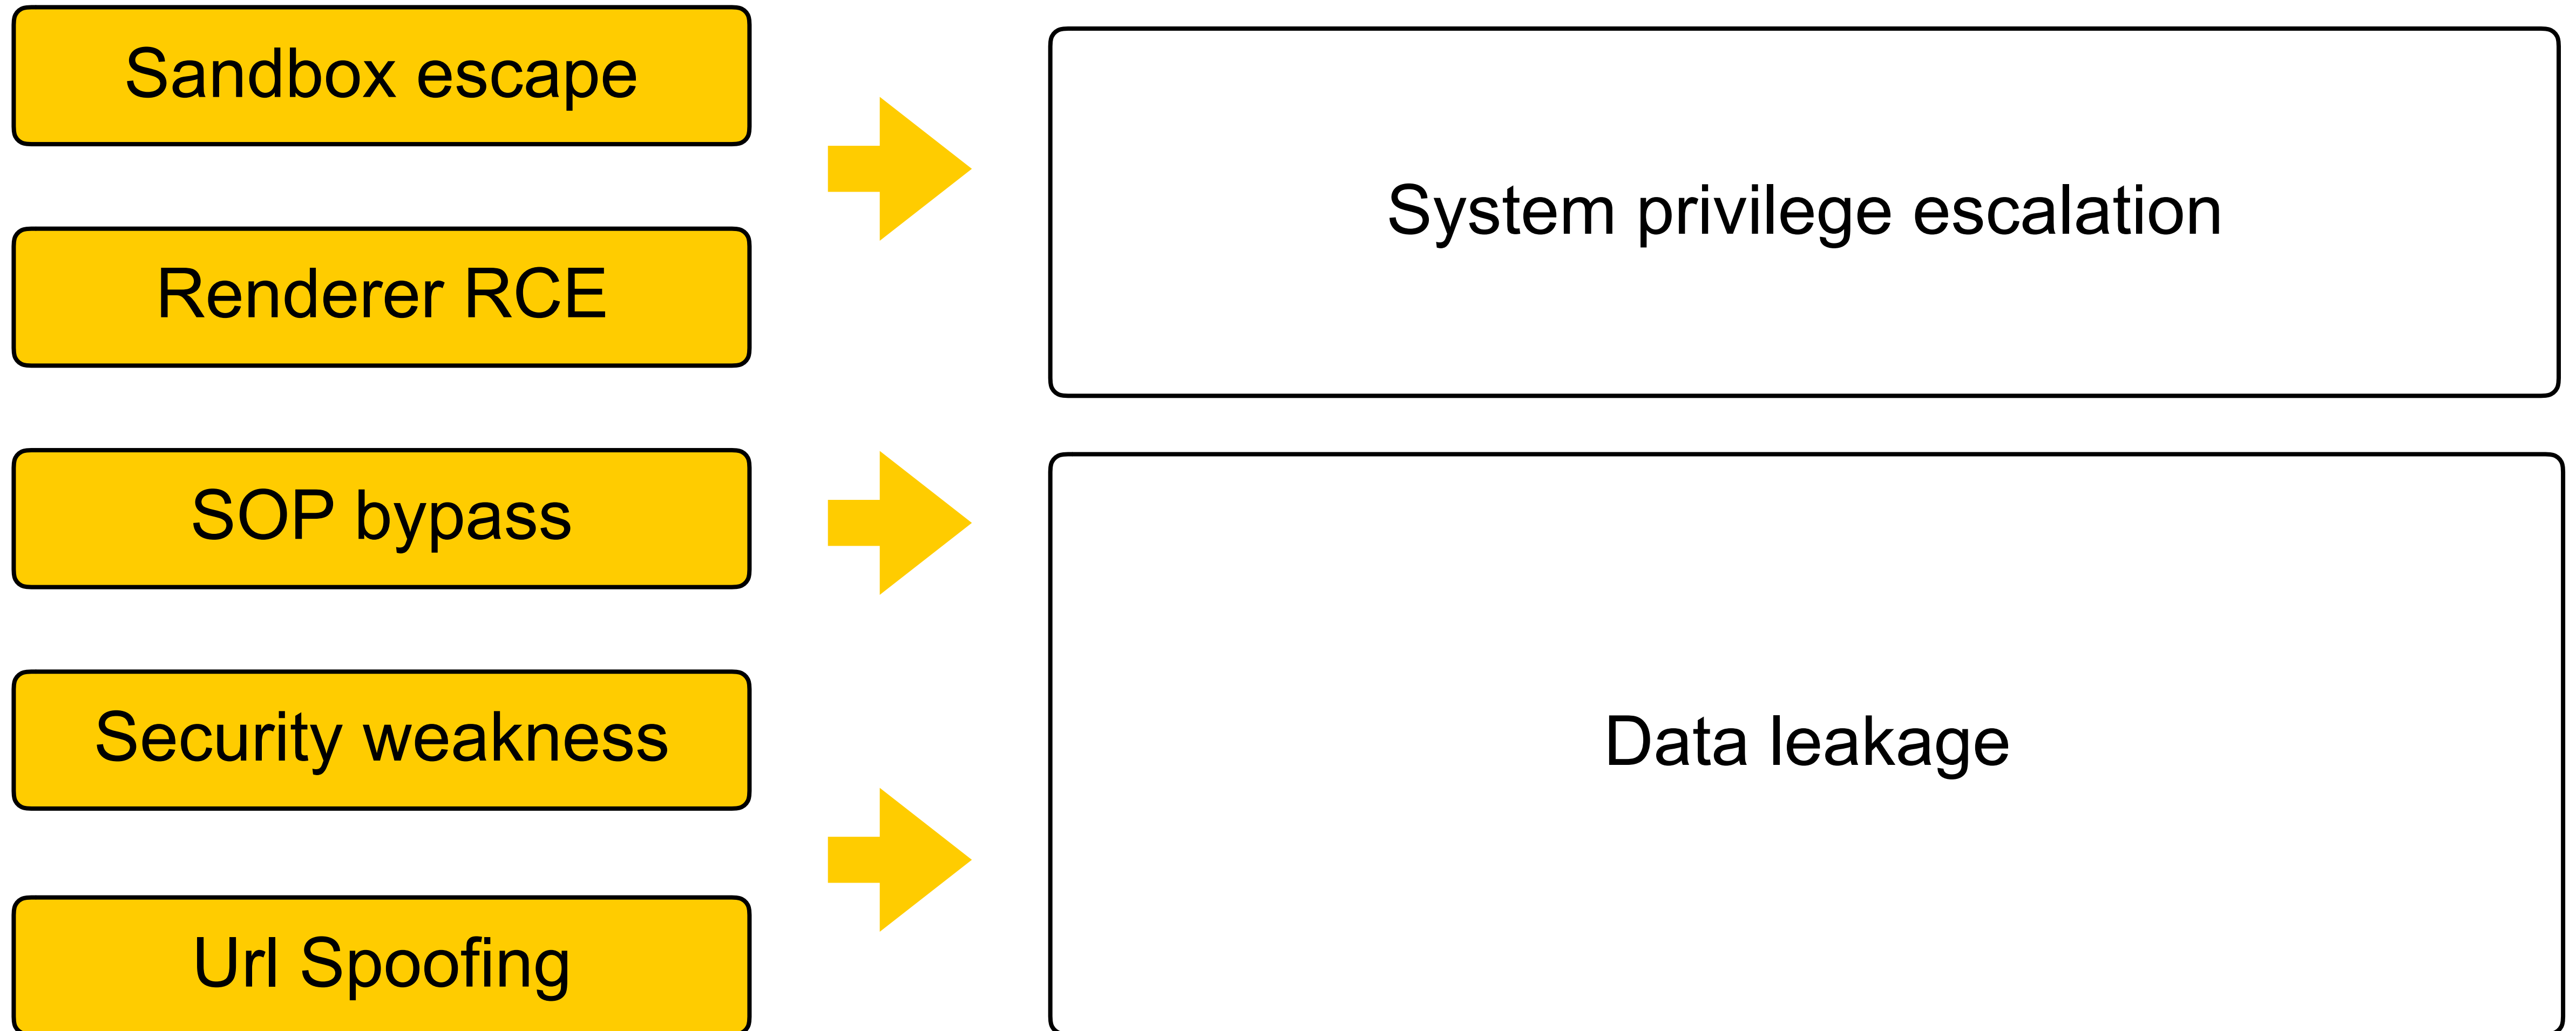 Sandbox escape
Renderer RCE
System privilege escalation
SOP bypass
Security weakness
Data leakage
Url Spoofing